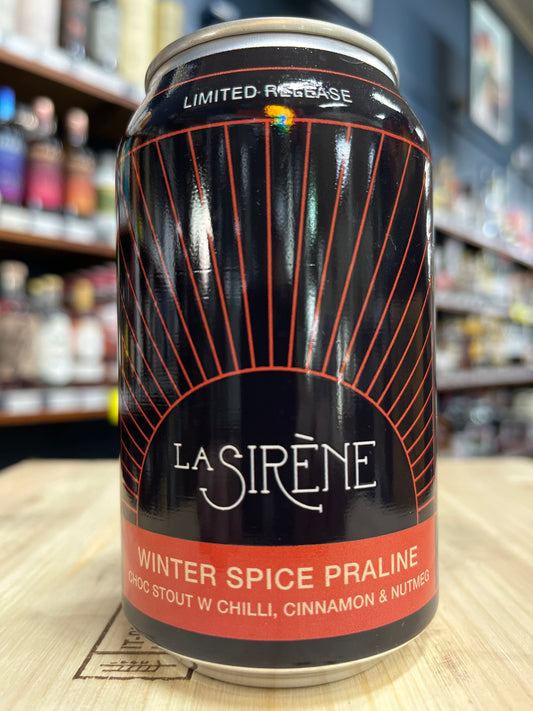 LIMITED RELEASE
LA SIRÈNE
WINTER SPICE PRALINE
CHOC STOUT W CHILLI, CINNAMON & NUTMEG